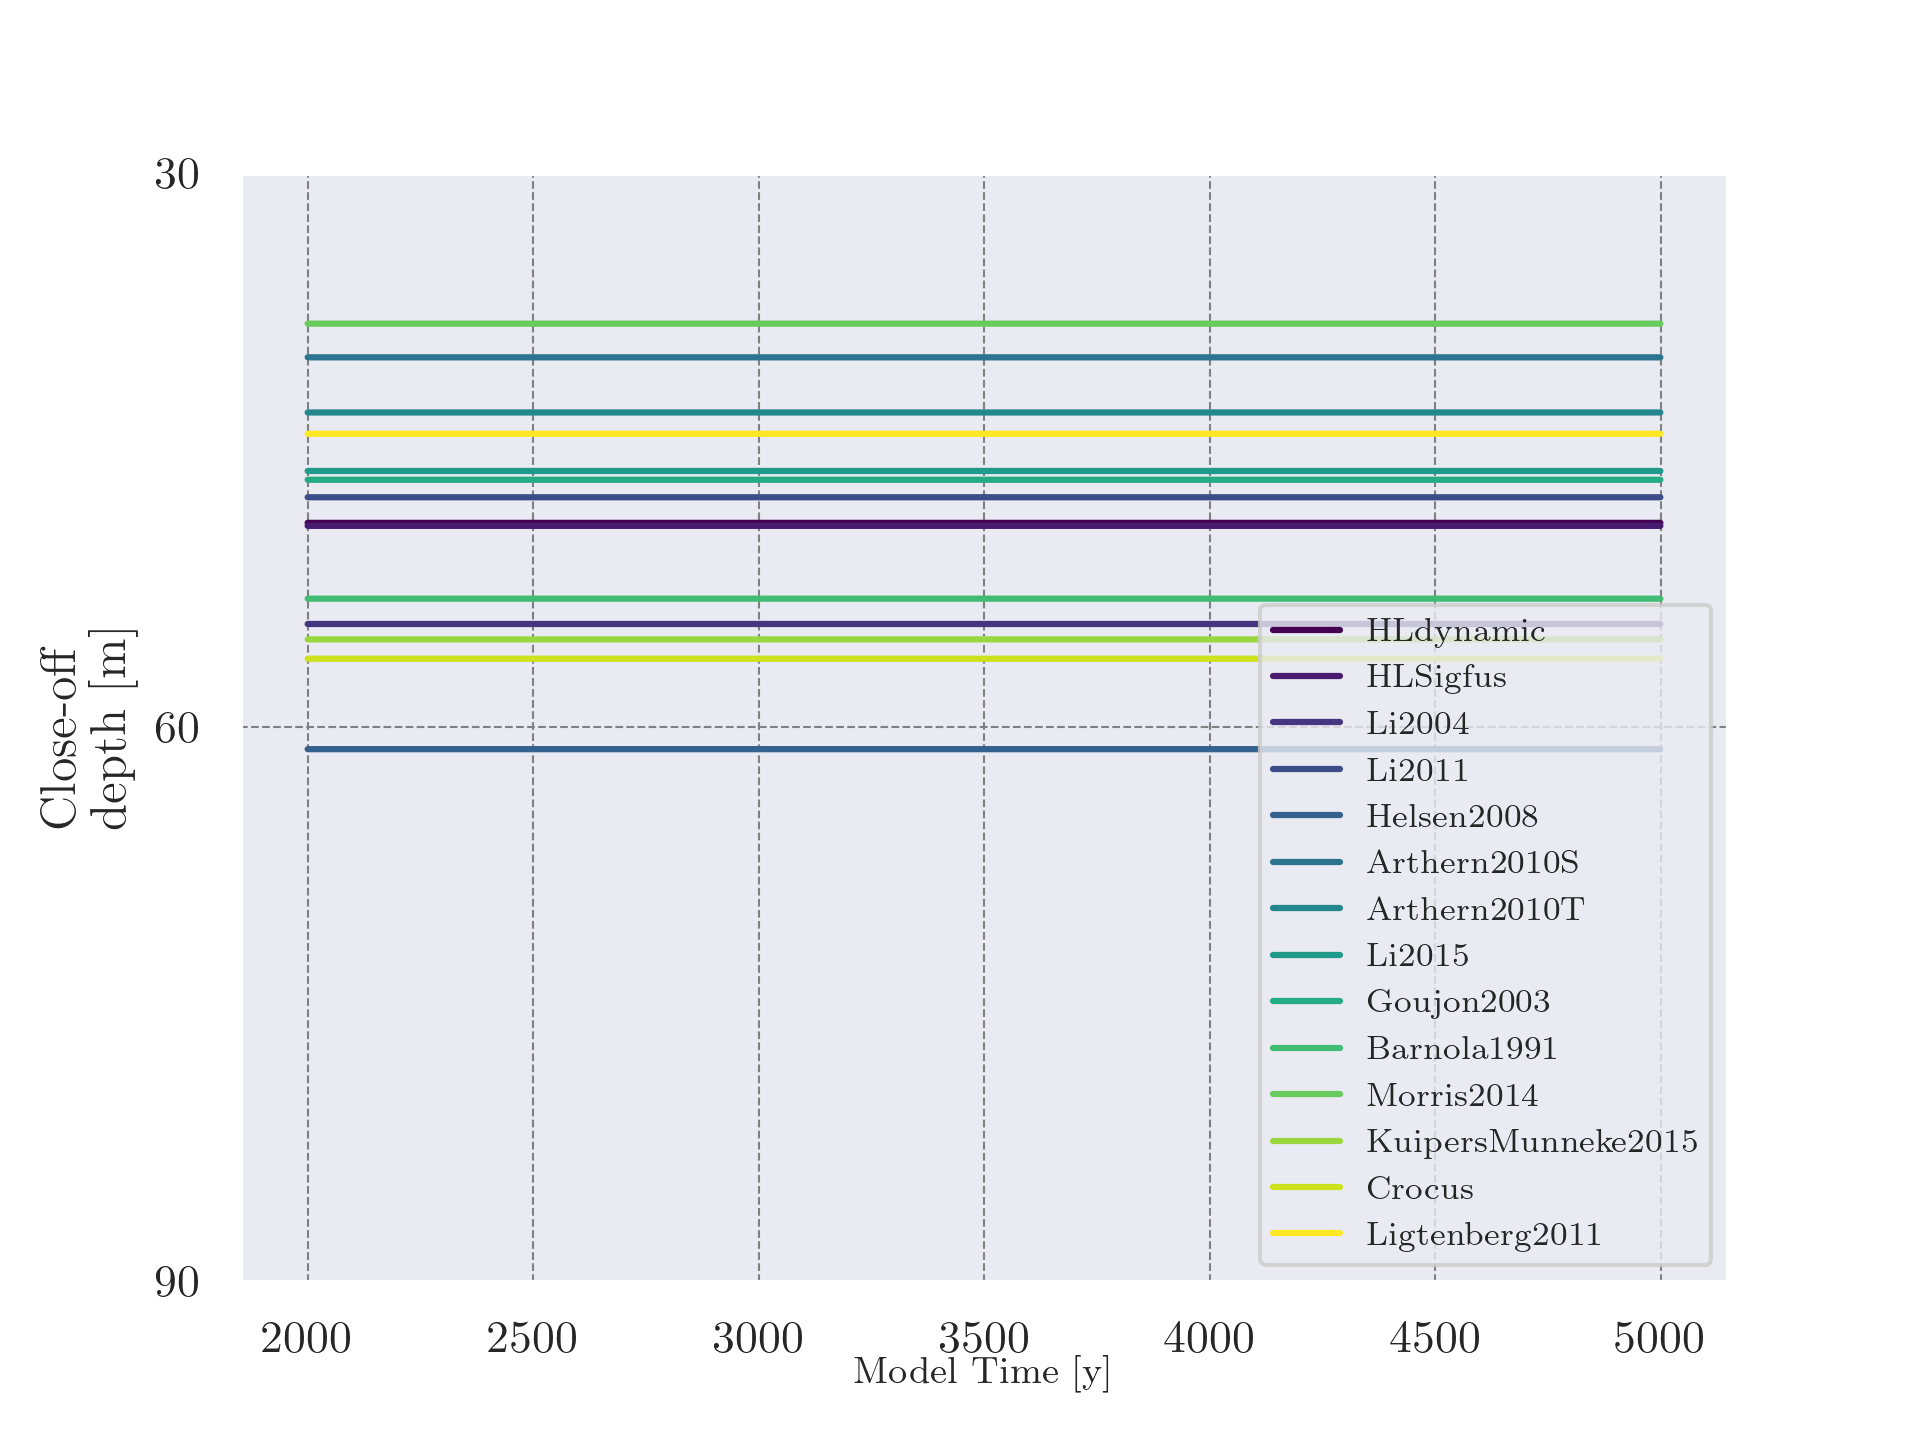 30
60
90
Close-off
depth [m]
2000 2500 3000 3500 4000 4500 5000
Model Time [y]
HLdynamic
HLSigfus
Li2004
Li2011
Helsen2008
Arthern2010S
Arthern2010T
Li2015
Goujon2003
Barnola1991
Morris2014
KuipersMunneke2015
Crocus
Ligtenberg2011